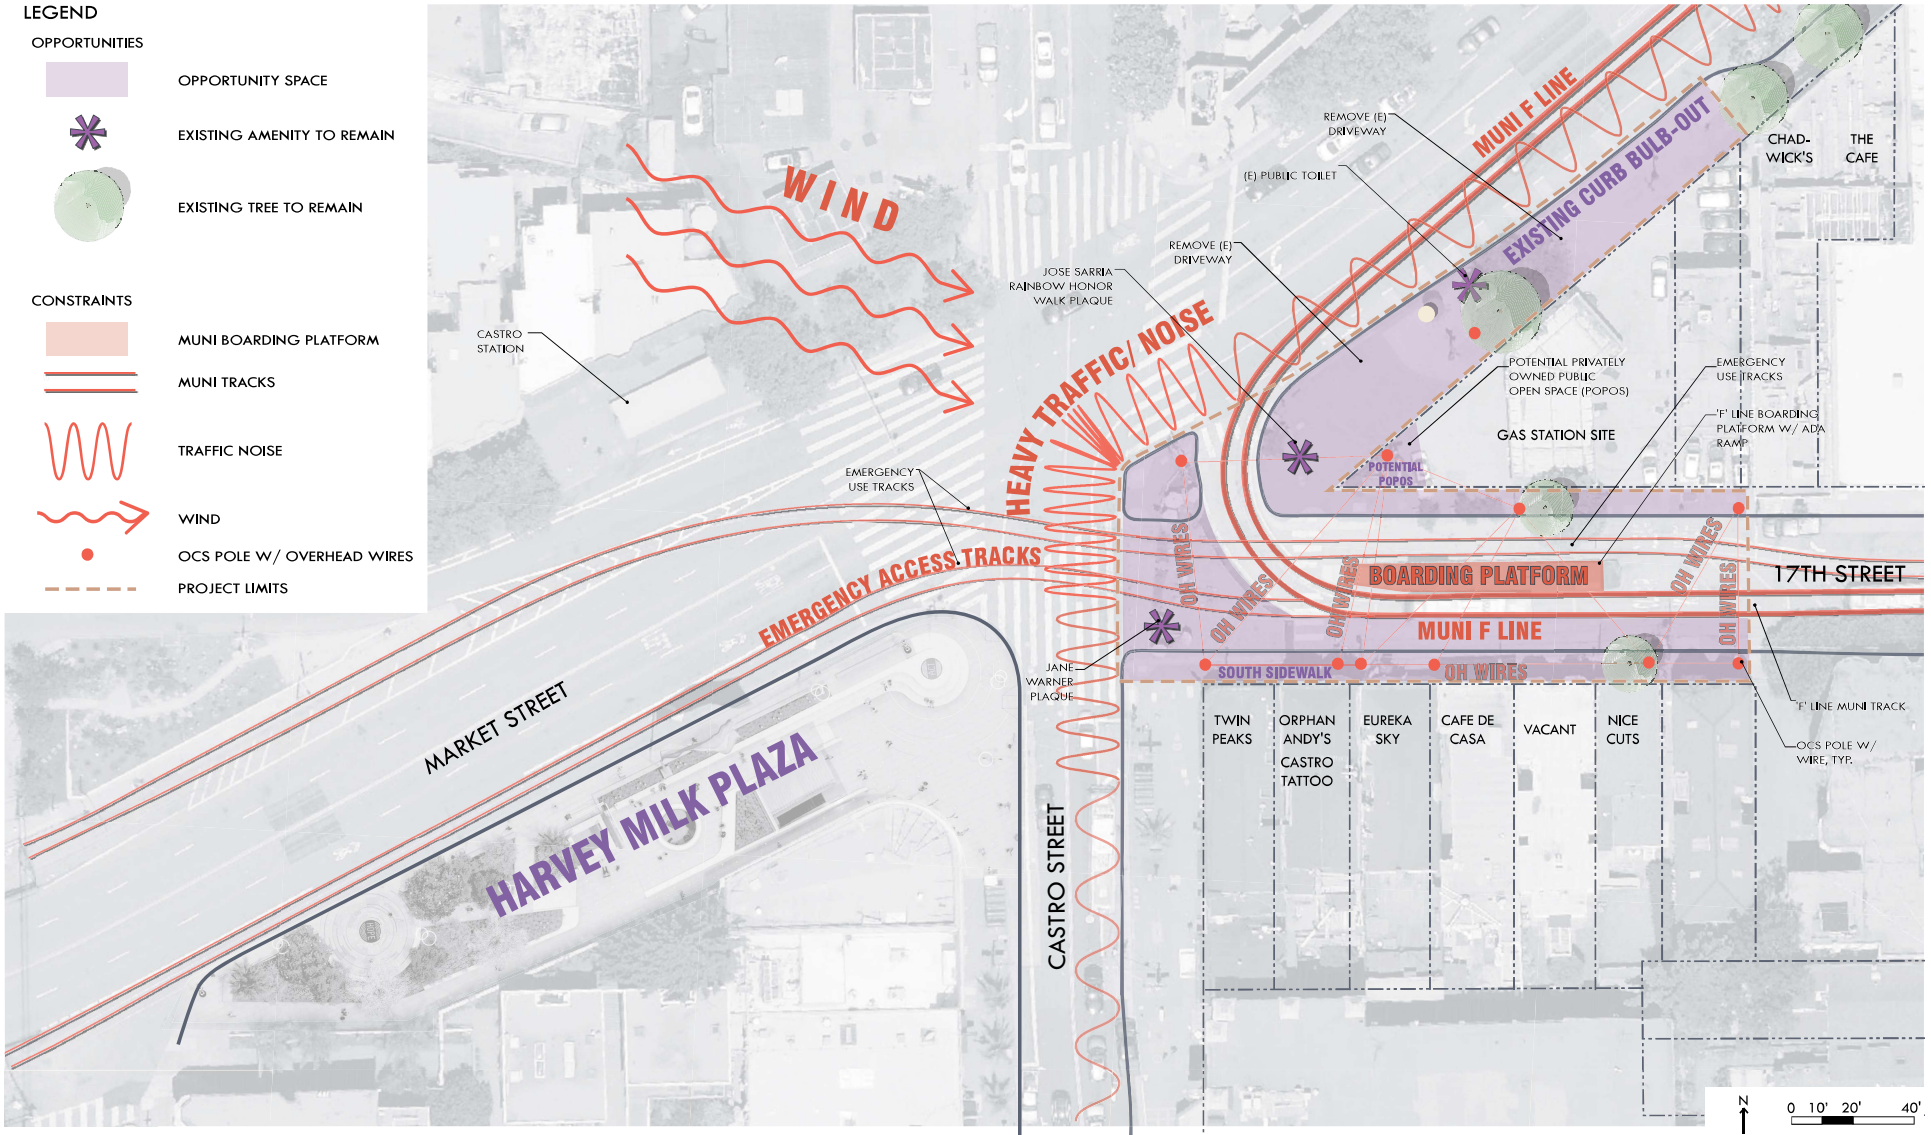 LEGEND
OPPORTUNITIES
OPPORTUNITY SPACE
EXISTING AMENITY TO REMAIN
EXISTING TREE TO REMAIN
CONSTRAINTS
MUNI BOARDING PLATFORM
MUNI TRACKS
TRAFFIC NOISE
WIND
OCS POLE W/ OVERHEAD WIRES
PROJECT LIMITS
WIND
CASTRO
STATION
HEAVY TRAFFIC/ NOISE
MUNI F LINE
REMOVE (E)
DRIVEWAY
(E) PUBLIC TOILET
REMOVE (E)
DRIVEWAY
JOSE SARRIA
RAINBOW HONOR
WALK PLAQUE
EXISTING CURB BULB-OUT
CHAD-
WICK'S
THE
CAFE
POTENTIAL PRIVATELY
OWNED PUBLIC
OPEN SPACE (POPOS)
EMERGENCY
USE TRACKS
'F' LINE BOARDING
PLATFORM W/ ADA
RAMP
GAS STATION SITE
POTENTIAL
POPOS
EMERGENCY
USE TRACKS
EMERGENCY ACCESS TRACKS
OH WIRES
OH WIRES
OH WIRES
OH WIRES
OH WIRES
BOARDING PLATFORM
17TH STREET
MUNI F LINE
JANE
WARNER
PLAQUE
SOUTH SIDEWALK
OH WIRES
'F' LINE MUNI TRACK
OCS POLE W/
WIRE, TYP.
TWIN
PEAKS
ORPHAN
ANDY'S
CASTRO
TATTOO
EUREKA
SKY
CAFE DE
CASA
VACANT
NICE
CUTS
MARKET STREET
HARVEY MILK PLAZA
CASTRO STREET
N
0 10' 20' 40'